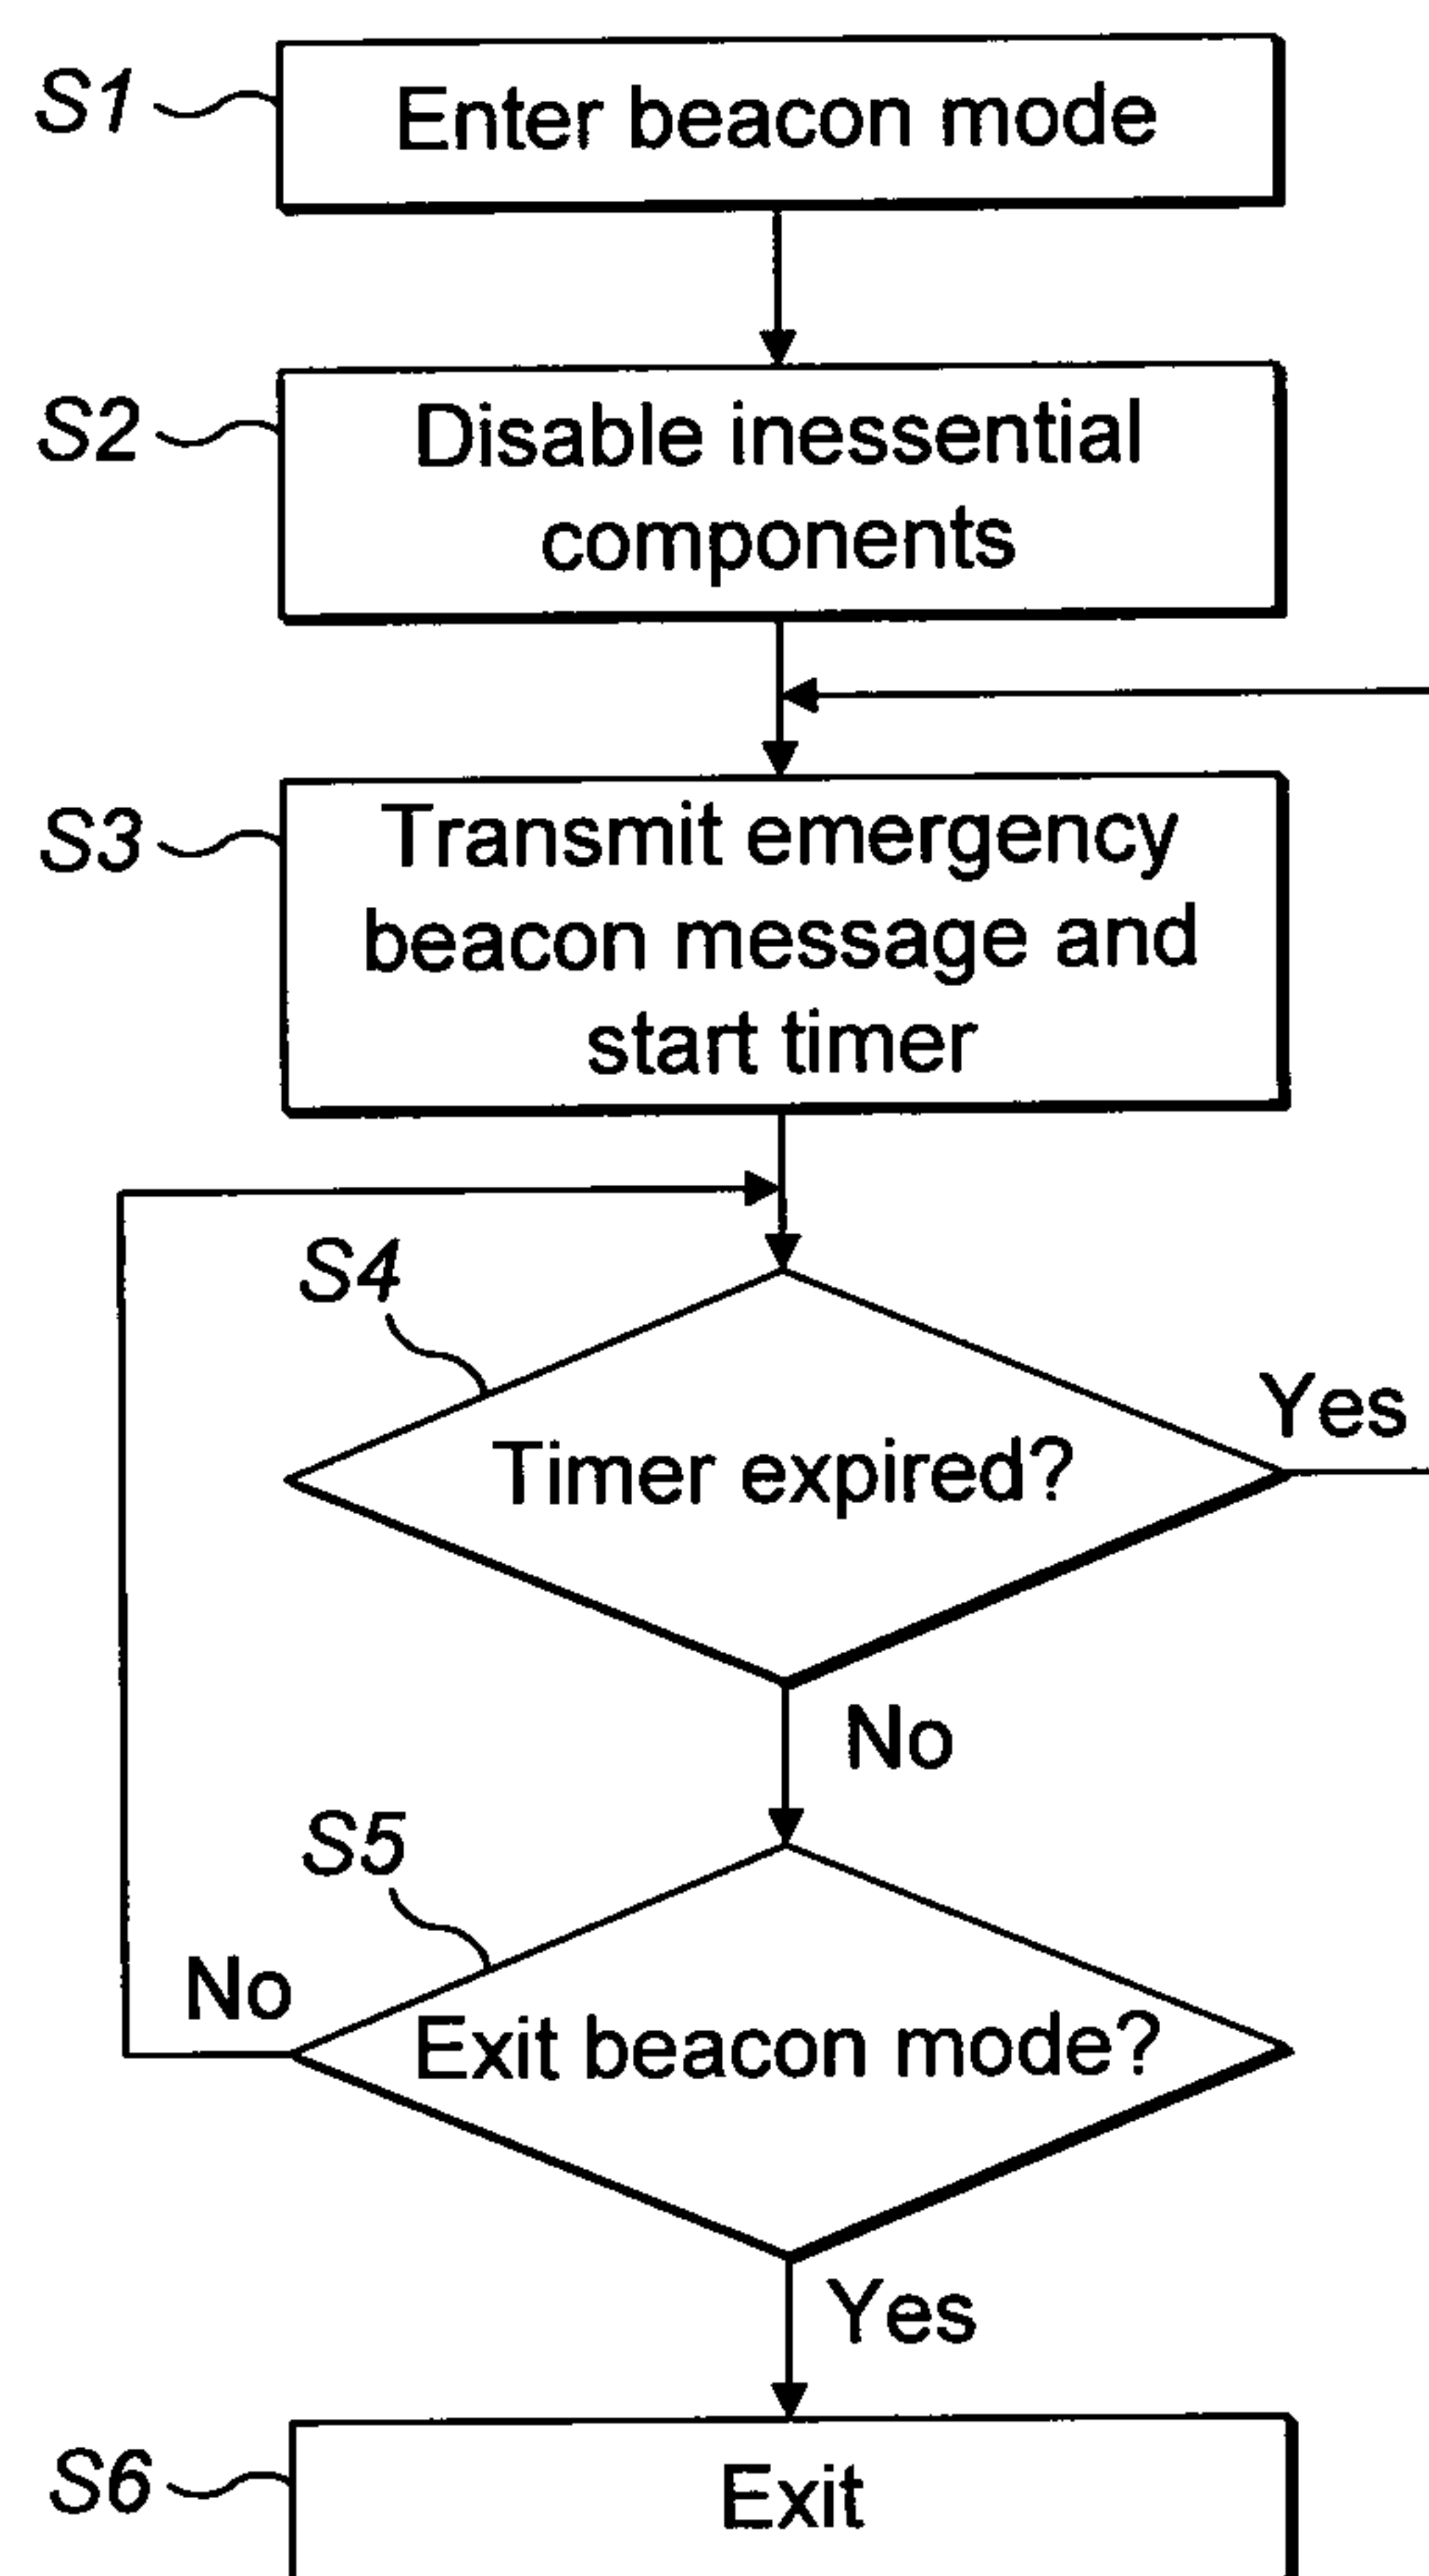 S1
Enter beacon mode
S2
Disable inessential
components
S3
Transmit emergency
beacon message and
start timer
S4
Timer expired?
Yes
No
S5
Exit beacon mode?
No
Yes
S6
Exit